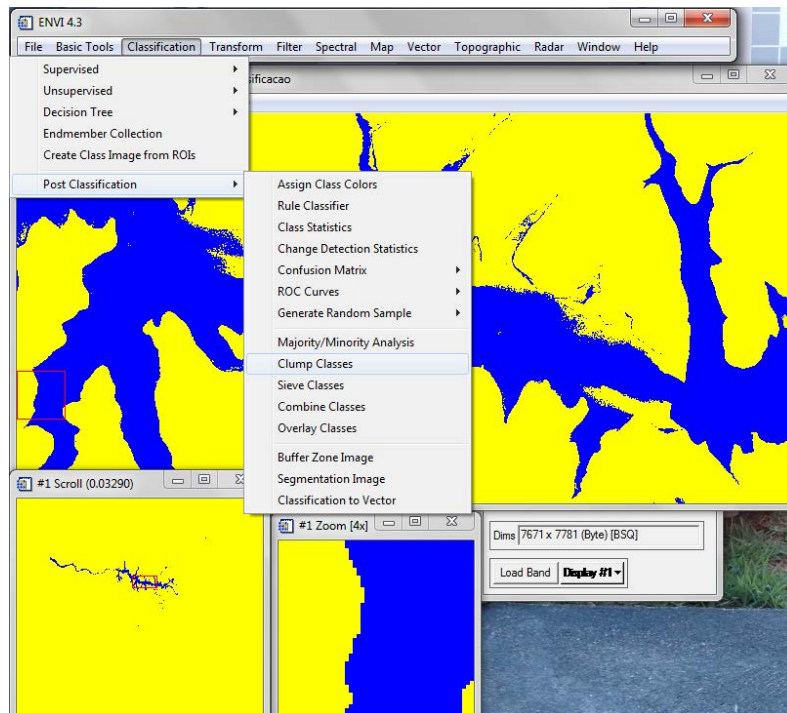 ENVI 4.3
File Basic Tools Classification Transform Filter Spectral Map Vector Topographic Radar Window Help
Supervised
Unsupervised
Decision Tree
Endmember Collection
Create Class Image from ROIs
Post Classification
Assign Class Colors
Rule Classifier
Class Statistics
Change Detection Statistics
Confusion Matrix
ROC Curves
Generate Random Sample
Majority/Minority Analysis
Clump Classes
Sieve Classes
Combine Classes
Overlay Classes
Buffer Zone Image
Segmentation Image
Classification to Vector
#1 Scroll (0.03290)
#1 Zoom [4x]
Dims 7671 x 7781 (Byte) [BSQ]
Load Band Display #1